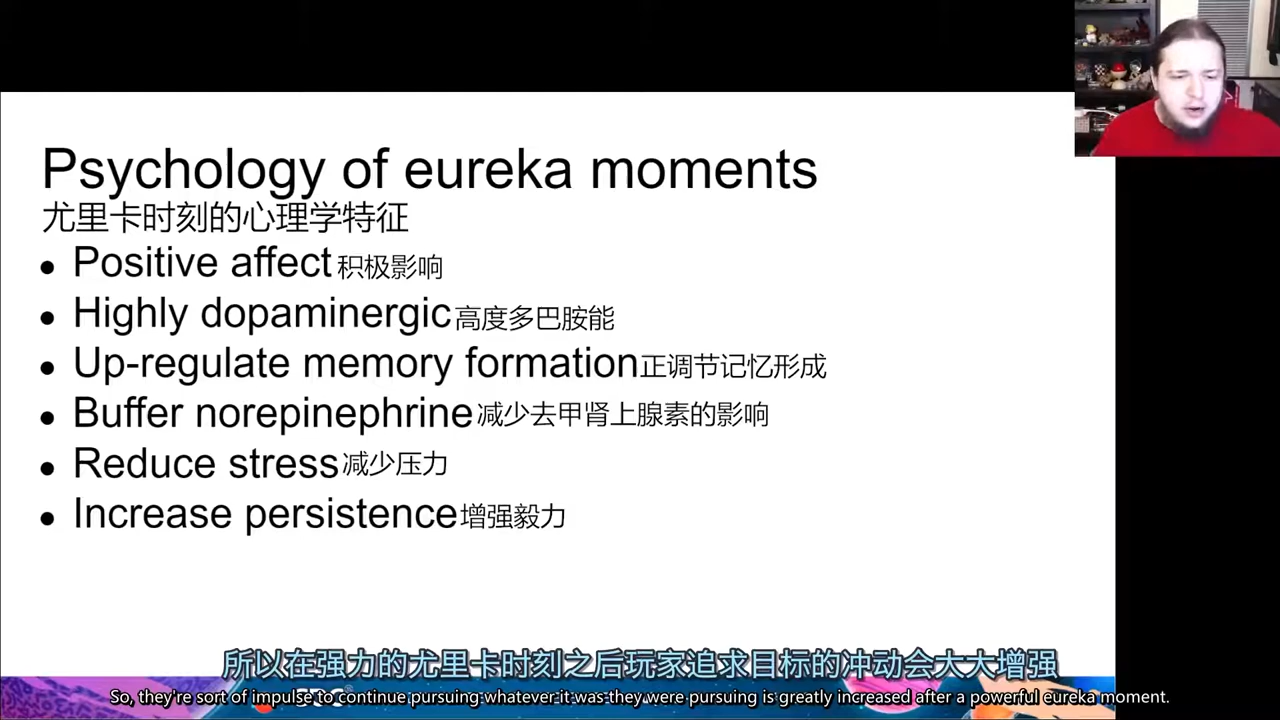 Psychology of eureka moments
尤里卡时刻的心理学特征
• Positive affect 积极影响
• Highly dopaminergic 高度多巴胺能
• Up-regulate memory formation 正调节记忆形成
• Buffer norepinephrine 减少去甲肾上腺素的影响
• Reduce stress 减少压力
• Increase persistence 增强毅力
所以在强力的尤里卡时刻之后玩家追求目标的冲动会大大增强
So, they're sort of impulse to continue pursuing whatever it was they were pursuing is greatly increased after a powerful eureka moment.